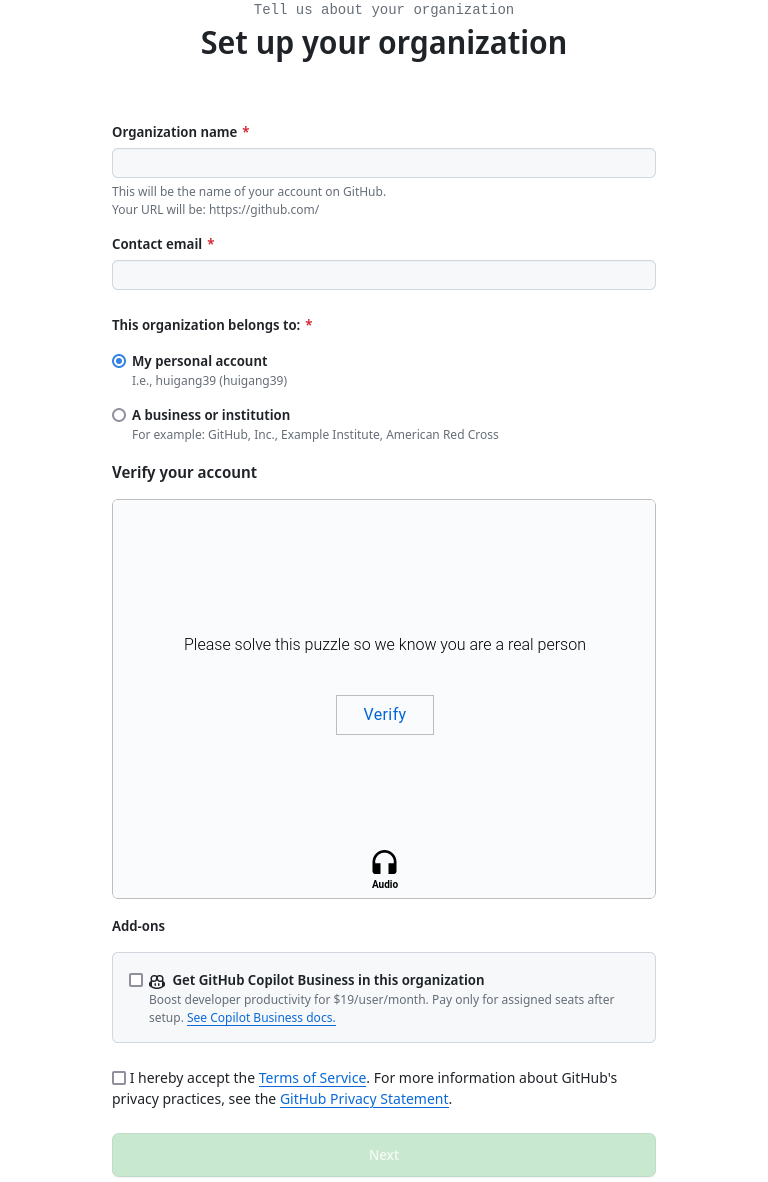 Tell us about your organization
Set up your organization
Organization name *
This will be the name of your account on GitHub.
Your URL will be: https://github.com/
Contact email *
This organization belongs to: *
My personal account
I.e., huigang39 (huigang39)
A business or institution
For example: GitHub, Inc., Example Institute, American Red Cross
Verify your account
Please solve this puzzle so we know you are a real person
Verify
Audio
Add-ons
Get GitHub Copilot Business in this organization
Boost developer productivity for $19/user/month. Pay only for assigned seats after
setup. See Copilot Business docs.
I hereby accept the Terms of Service. For more information about GitHub's
privacy practices, see the GitHub Privacy Statement.
Next